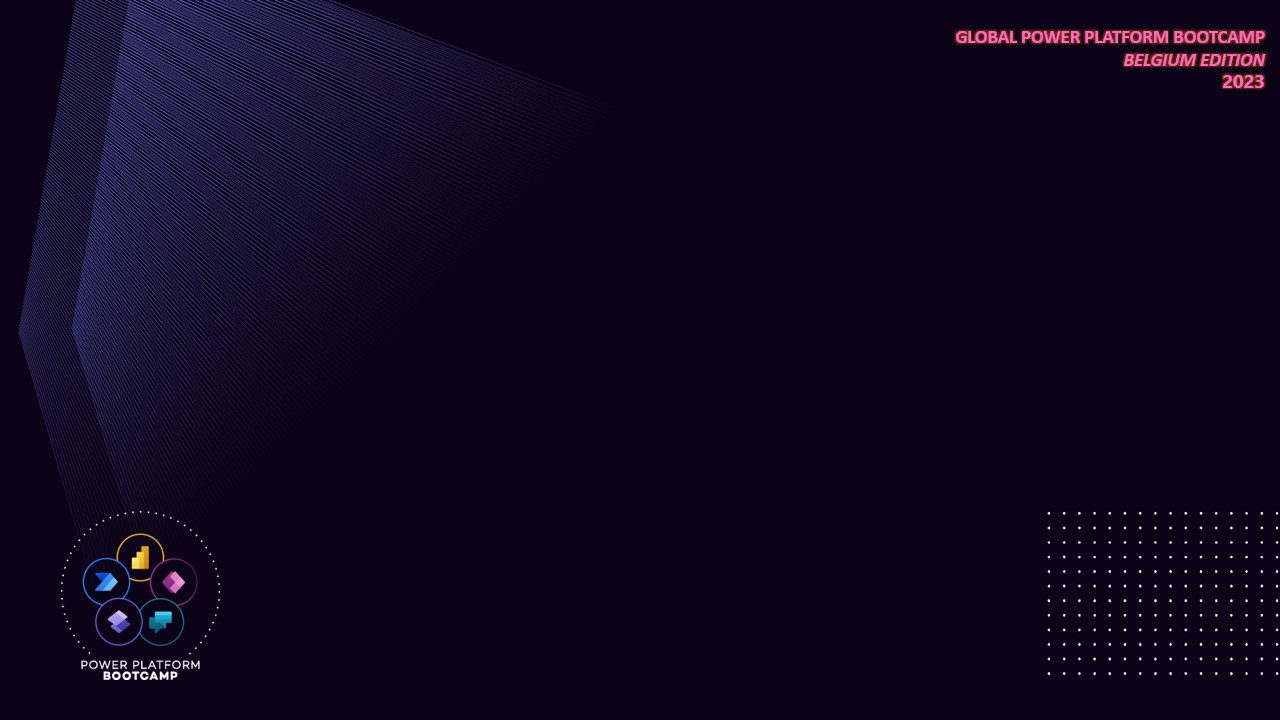 GLOBAL POWER PLATFORM BOOTCAMP
BELGIUM EDITION
2023
POWER PLATFORM
BOOTCAMP